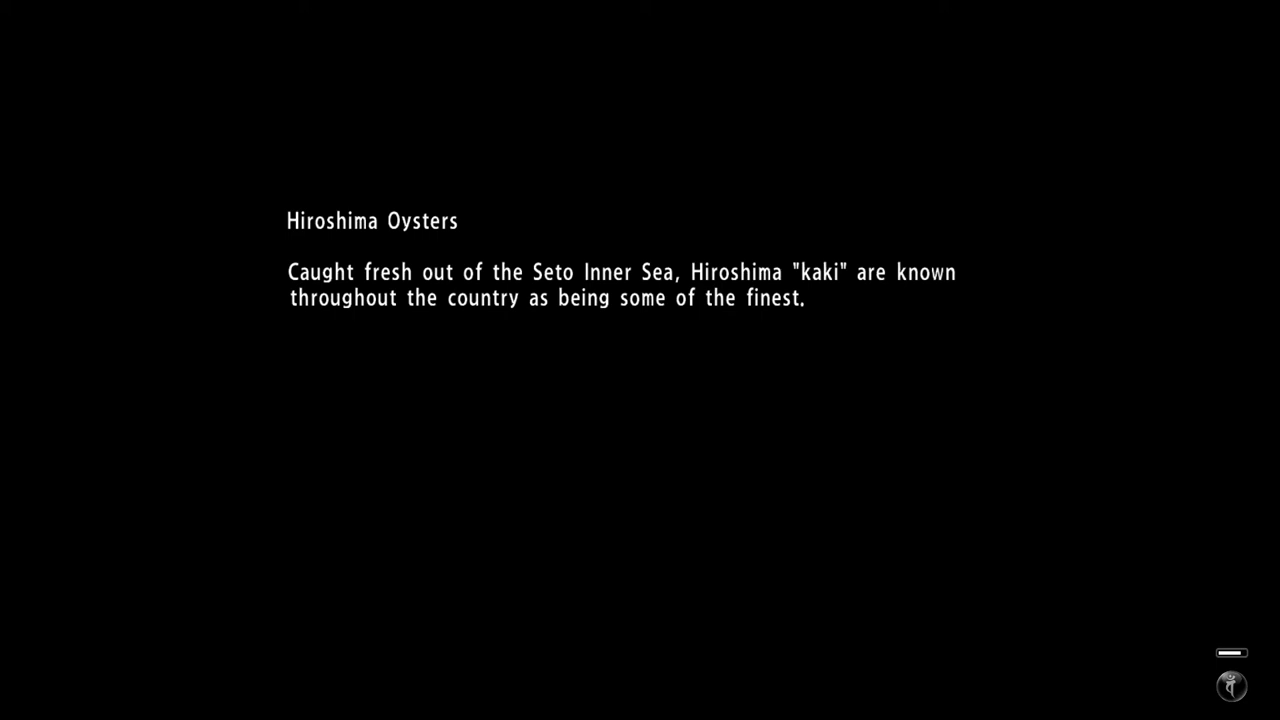 Hiroshima Oysters
Caught fresh out of the Seto Inner Sea, Hiroshima "kaki" are known
throughout the country as being some of the finest.